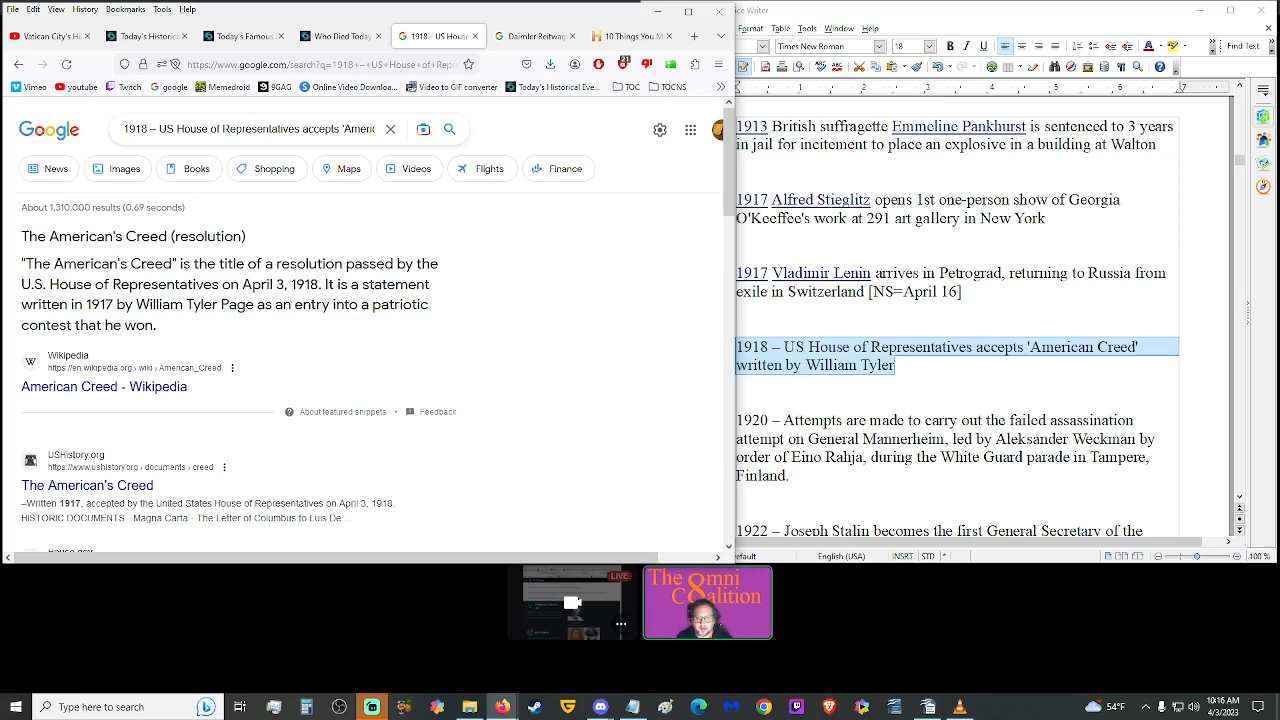 File Edit View History Bookmarks Tools Help
Today's Historica
Today's Famous
Who Died Today
1918 – US House
Daimler Reitwag
10 Things You M
https://www.google.com/search?q=1918+–+US+House+of+Repre
21
Vimeo youtube Twitch google Memedroid 9GAG Online Video Downloa... Video to GIF converter Today's Historical Eve... TOC TOCNS
Google
1918 – US House of Representatives accepts 'Americ
News Images Books Shopping Maps Videos Flights Finance
About 1,310,000 results (0.69 seconds)
The American's Creed (resolution)
"The American's Creed" is the title of a resolution passed by the
U.S. House of Representatives on April 3, 1918. It is a statement
written in 1917 by William Tyler Page as an entry into a patriotic
contest that he won.
Wikipedia
https://en.wikipedia.org › wiki › American_Creed
American Creed - Wikipedia
About featured snippets • Feedback
USHistory.org
https://www.ushistory.org › documents › creed
The American's Creed
–Written 1917, accepted by the United States House of Representatives on April 3, 1918.
HISTORIC DOCUMENTS · Magna Carta · The Letter of Columbus to Luis De ...
ice Writer
Format Table Tools Window Help
Times New Roman 18 Find Text
1913 British suffragette Emmeline Pankhurst is sentenced to 3 years
in jail for incitement to place an explosive in a building at Walton
1917 Alfred Stieglitz opens 1st one-person show of Georgia
O'Keeffe's work at 291 art gallery in New York
1917 Vladimir Lenin arrives in Petrograd, returning to Russia from
exile in Switzerland [NS=April 16]
1918 – US House of Representatives accepts 'American Creed'
written by William Tyler
1920 – Attempts are made to carry out the failed assassination
attempt on General Mannerheim, led by Aleksander Weckman by
order of Eino Rahja, during the White Guard parade in Tampere,
Finland.
1922 – Joseph Stalin becomes the first General Secretary of the
Default English (USA) INSRT STD 100 %
LIVE
The Omni
C8alition
Type here to search
54°F
10:16 AM
4/3/2023